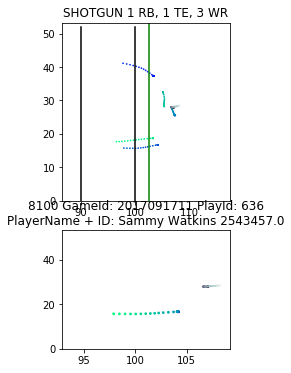 SHOTGUN 1 RB, 1 TE, 3 WR
50
40
30
20
10
0
90 100 110
8100 GameId: 2017091711 PlayId: 636
PlayerName + ID: Sammy Watkins 2543457.0
40
20
0
95 100 105